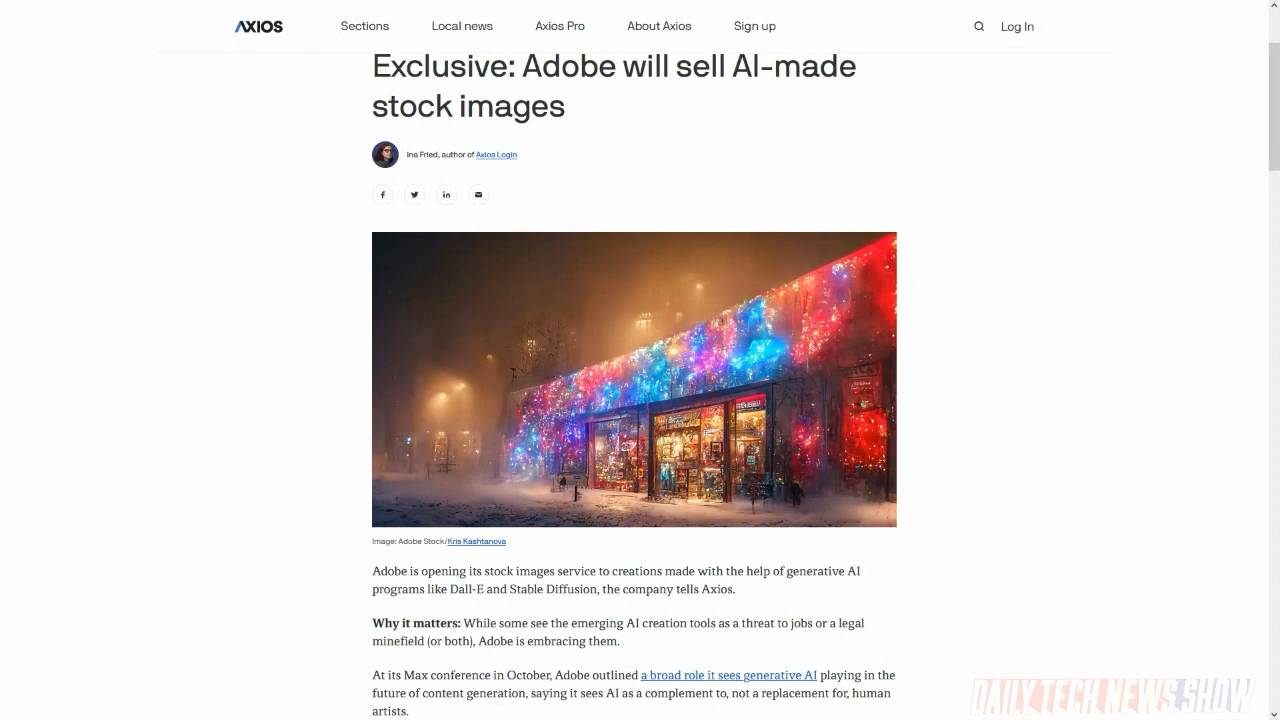 AXIOS
Sections
Local news
Axios Pro
About Axios
Sign up
Log In
Exclusive: Adobe will sell AI-made
stock images
Ina Fried, author of Axios Login
Image: Adobe Stock/Kris Kashtanova
Adobe is opening its stock images service to creations made with the help of generative AI
programs like Dall-E and Stable Diffusion, the company tells Axios.
Why it matters: While some see the emerging AI creation tools as a threat to jobs or a legal
minefield (or both), Adobe is embracing them.
At its Max conference in October, Adobe outlined a broad role it sees generative AI playing in the
future of content generation, saying it sees AI as a complement to, not a replacement for, human
artists.
DAILY TECH NEWS SHOW